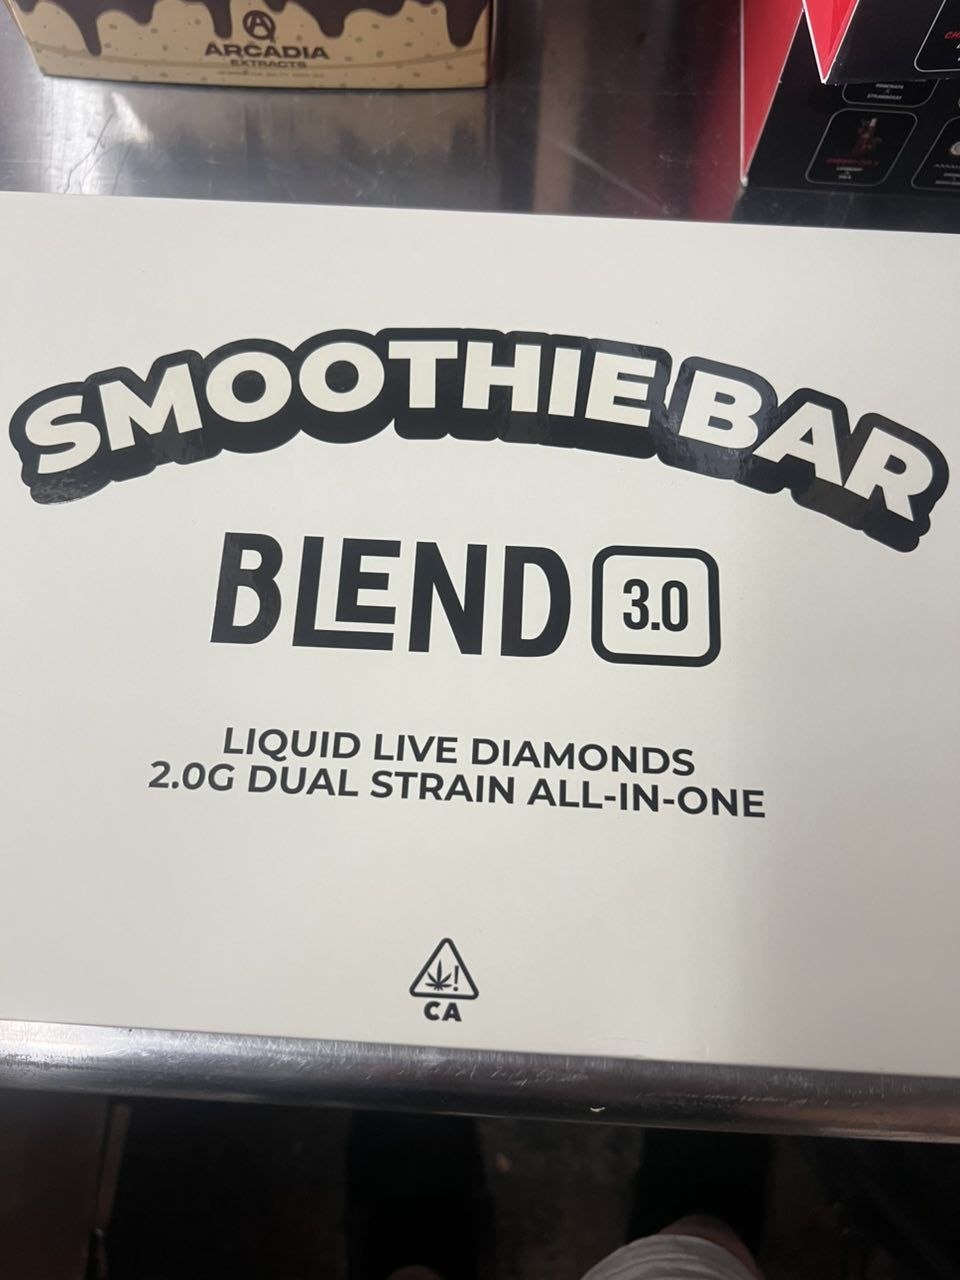 ARCADIA
EXTRACTS
SMOOTHIE BAR
BLEND 3.0
LIQUID LIVE DIAMONDS
2.0G DUAL STRAIN ALL-IN-ONE
CA